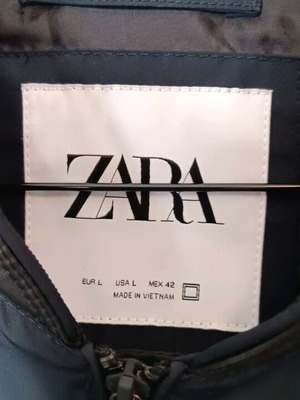 ZARA
EUR L USA L MEX 42
MADE IN VIETNAM